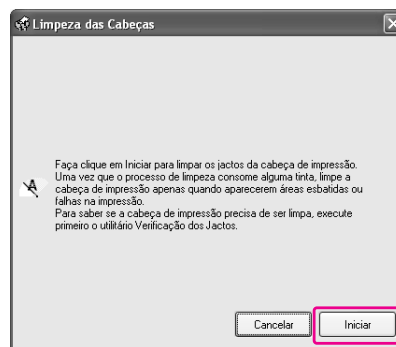 Limpeza das Cabeças
Faça clique em Iniciar para limpar os jactos da cabeça de impressão.
Uma vez que o processo de limpeza consome alguma tinta, limpe a
cabeça de impressão apenas quando aparecerem áreas esbatidas ou
falhas na impressão.
Para saber se a cabeça de impressão precisa de ser limpa, execute
primeiro o utilitário Verificação dos Jactos.
Cancelar
Iniciar